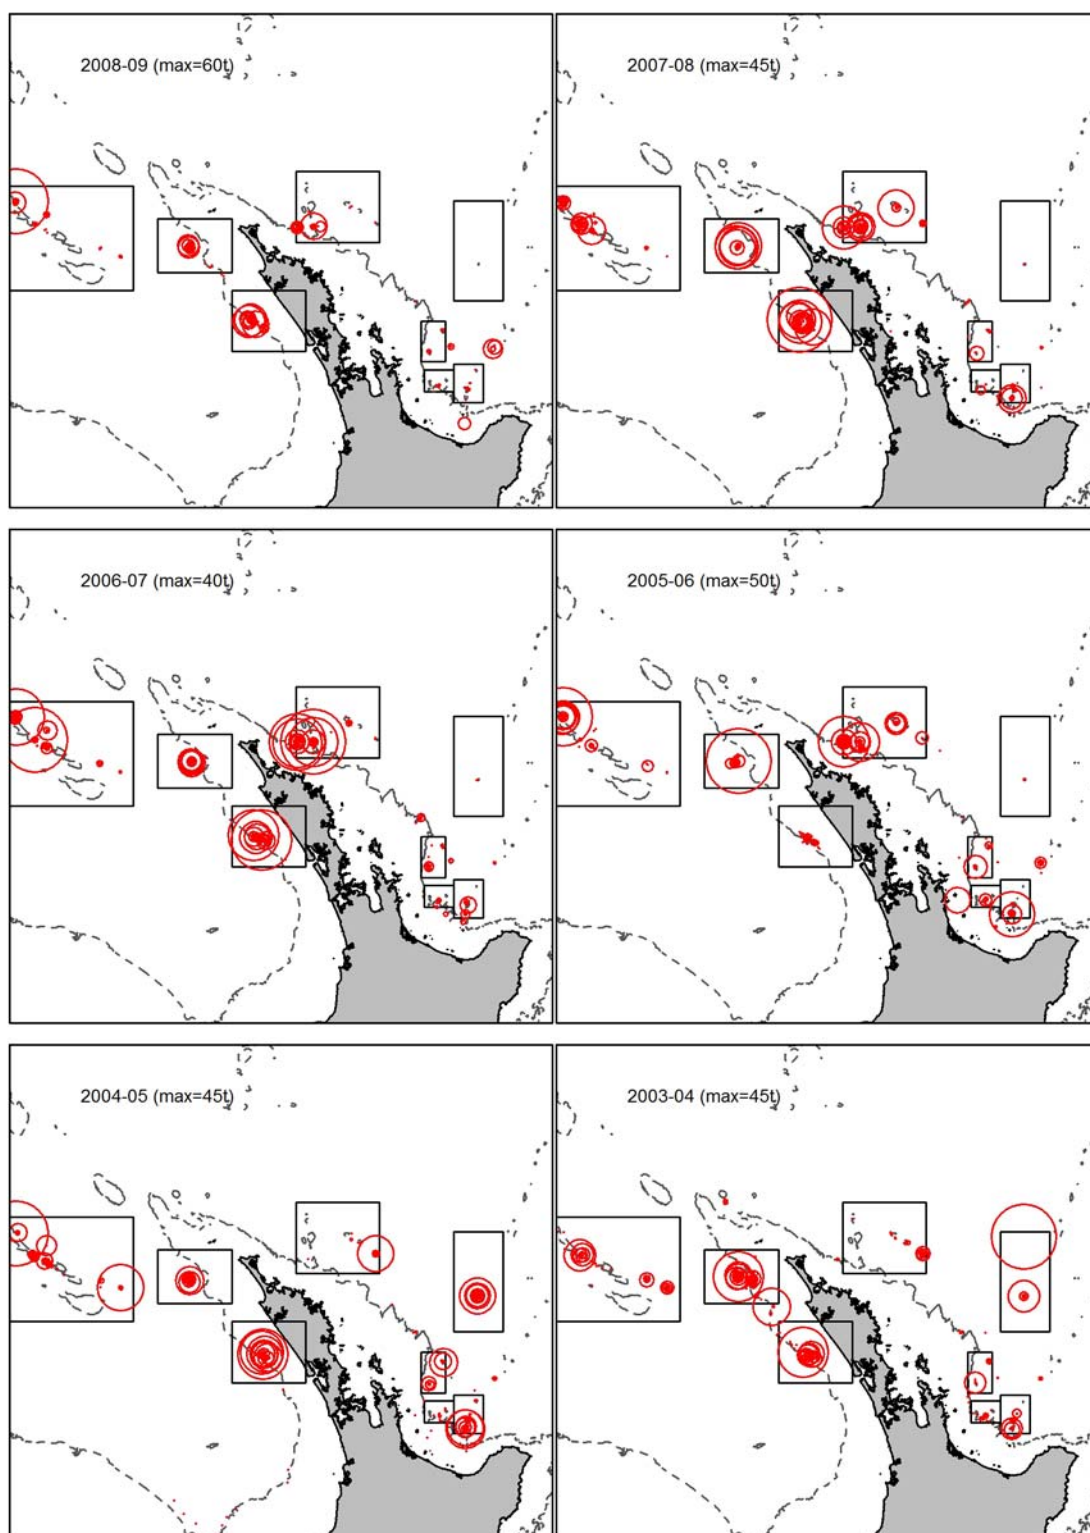 2008-09 (max=60t)
2007-08 (max=45t)
2006-07 (max=40t)
2005-06 (max=50t)
2004-05 (max=45t)
2003-04 (max=45t)